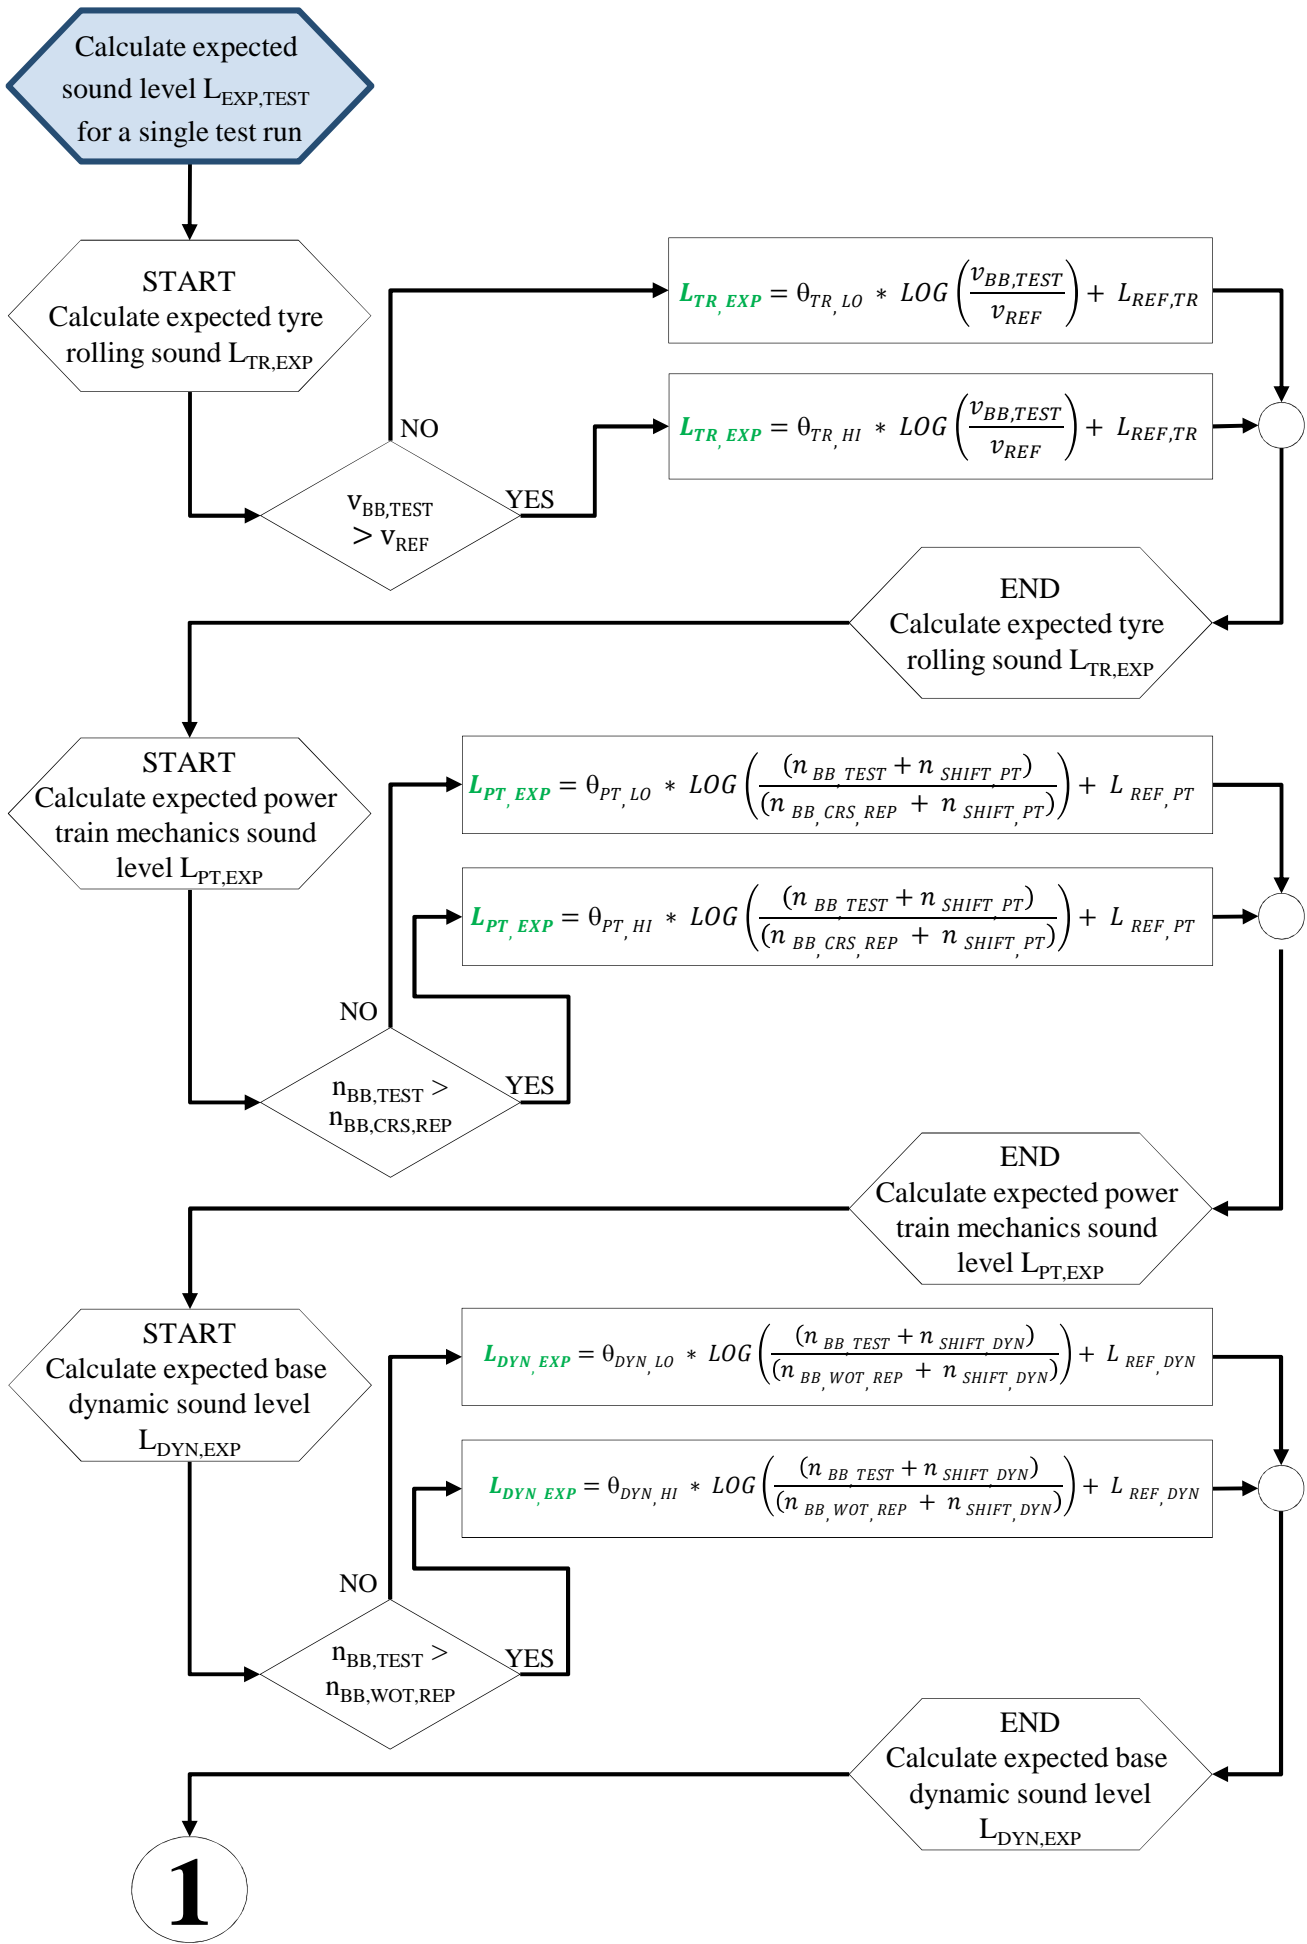 Calculate expected
sound level L_EXP,TEST
for a single test run
START
Calculate expected tyre
rolling sound L_TR,EXP
L_TR, EXP = θ_TR, LO * LOG (v_BB,TEST / v_REF) + L_REF,TR
L_TR, EXP = θ_TR, HI * LOG (v_BB,TEST / v_REF) + L_REF,TR
NO
YES
v_BB,TEST
> v_REF
END
Calculate expected tyre
rolling sound L_TR,EXP
START
Calculate expected power
train mechanics sound
level L_PT,EXP
L_PT, EXP = θ_PT, LO * LOG ((n_BB, TEST + n_SHIFT, PT) / (n_BB, CRS, REP + n_SHIFT, PT)) + L_REF, PT
L_PT, EXP = θ_PT, HI * LOG ((n_BB, TEST + n_SHIFT, PT) / (n_BB, CRS, REP + n_SHIFT, PT)) + L_REF, PT
NO
YES
n_BB,TEST >
n_BB,CRS,REP
END
Calculate expected power
train mechanics sound
level L_PT,EXP
START
Calculate expected base
dynamic sound level
L_DYN,EXP
L_DYN, EXP = θ_DYN, LO * LOG ((n_BB, TEST + n_SHIFT, DYN) / (n_BB, WOT, REP + n_SHIFT, DYN)) + L_REF, DYN
L_DYN, EXP = θ_DYN, HI * LOG ((n_BB, TEST + n_SHIFT, DYN) / (n_BB, WOT, REP + n_SHIFT, DYN)) + L_REF, DYN
NO
YES
n_BB,TEST >
n_BB,WOT,REP
END
Calculate expected base
dynamic sound level
L_DYN,EXP
1